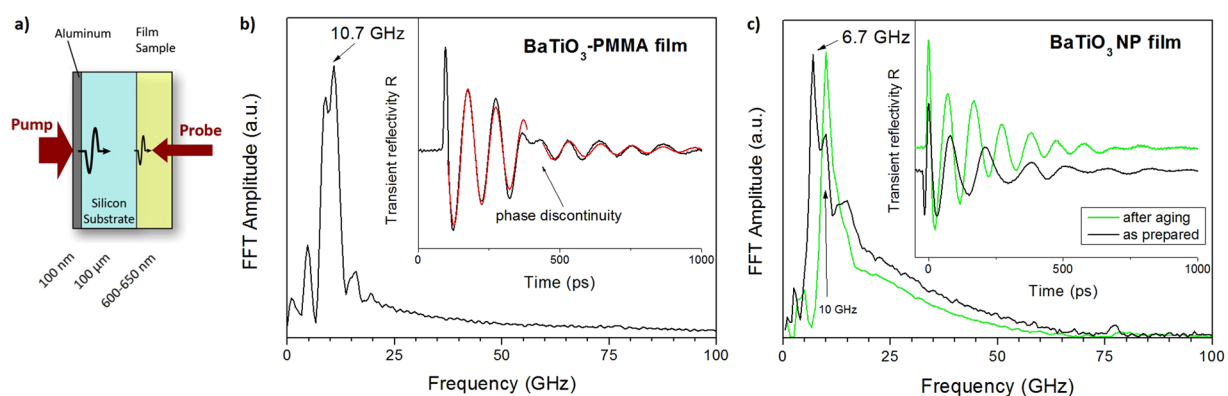 a)
Aluminum
Film
Sample
Pump
Probe
Silicon
Substrate
100 nm
100 µm
600-650 nm
b)
10.7 GHz
BaTiO3-PMMA film
phase discontinuity
Transient reflectivity R
0
500
1000
Time (ps)
FFT Amplitude (a.u.)
0
25
50
75
100
Frequency (GHz)
c)
6.7 GHz
BaTiO3 NP film
after aging
as prepared
Transient reflectivity R
0
500
1000
Time (ps)
10 GHz
FFT Amplitude (a.u.)
0
25
50
75
100
Frequency (GHz)